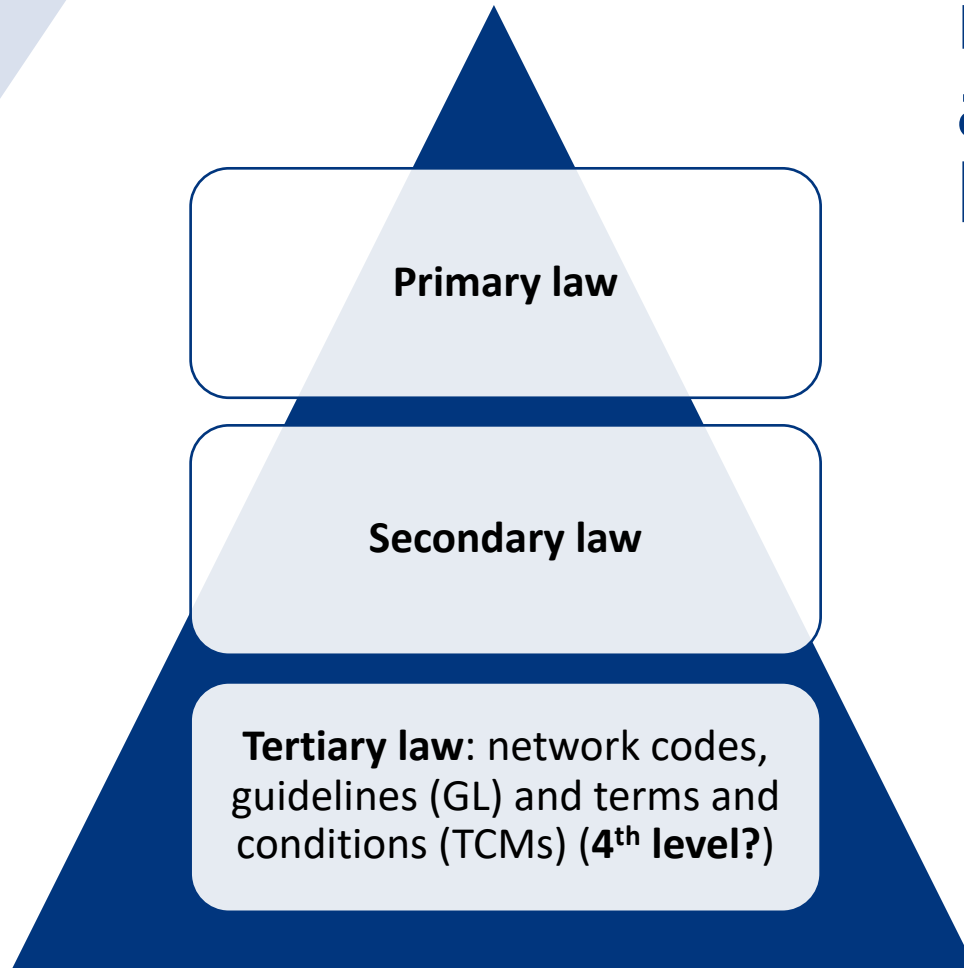 Primary law
Secondary law
Tertiary law: network codes,
guidelines (GL) and terms and
conditions (TCMs) (4th level?)